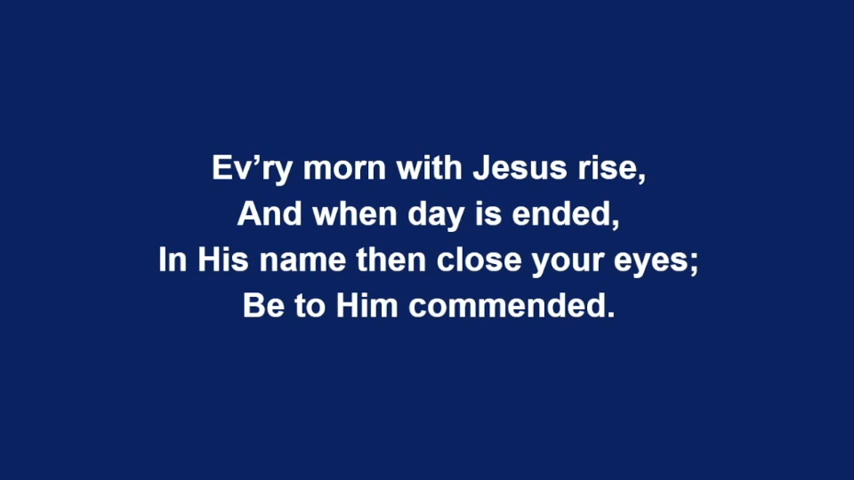 Ev’ry morn with Jesus rise,
And when day is ended,
In His name then close your eyes;
Be to Him commended.